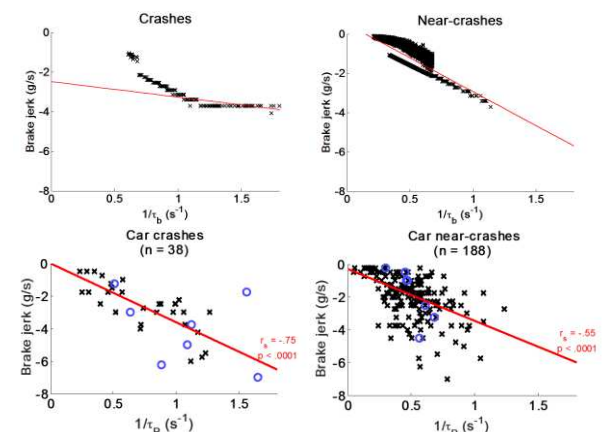 Crashes
Near-crashes
Brake jerk (g/s)
0
-2
-4
-6
-8
0 0.5 1 1.5
1/τb (s-1)
Brake jerk (g/s)
0
-2
-4
-6
-8
0 0.5 1 1.5
1/τb (s-1)
Car crashes
(n = 38)
Car near-crashes
(n = 188)
Brake jerk (g/s)
0
-2
-4
-6
-8
rs = -.75
p < .0001
0 0.5 1 1.5
1/τB (s-1)
Brake jerk (g/s)
0
-2
-4
-6
-8
rs = -.55
p < .0001
0 0.5 1 1.5
(s-1)